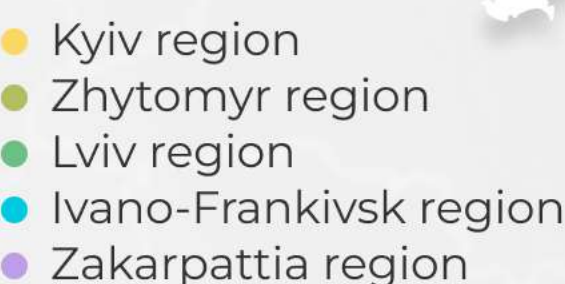 Kyiv region
Zhytomyr region
Lviv region
Ivano-Frankivsk region
Zakarpattia region